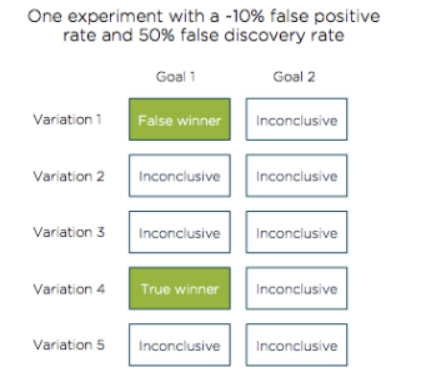 One experiment with a ~10% false positive
rate and 50% false discovery rate
Goal 1 Goal 2
Variation 1 False winner Inconclusive
Variation 2 Inconclusive Inconclusive
Variation 3 Inconclusive Inconclusive
Variation 4 True winner Inconclusive
Variation 5 Inconclusive Inconclusive